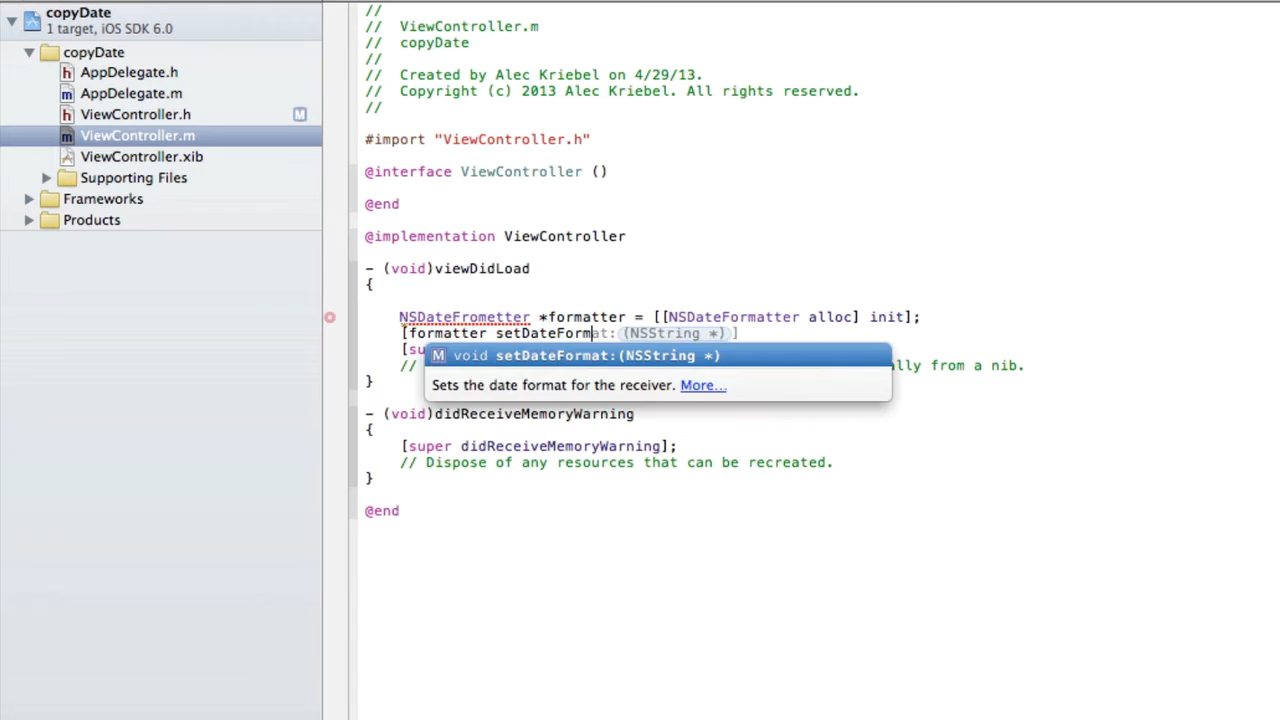 copyDate
1 target, iOS SDK 6.0
copyDate
AppDelegate.h
AppDelegate.m
ViewController.h M
ViewController.m
ViewController.xib
Supporting Files
Frameworks
Products
//
// ViewController.m
// copyDate
//
// Created by Alec Kriebel on 4/29/13.
// Copyright (c) 2013 Alec Kriebel. All rights reserved.
//
#import "ViewController.h"
@interface ViewController ()
@end
@implementation ViewController
- (void)viewDidLoad
{
NSDateFrometter *formatter = [[NSDateFormatter alloc] init];
[formatter setDateFormat:(NSString *)]
[su
M void setDateFormat:(NSString *)
// ally from a nib.
Sets the date format for the receiver. More...
}
- (void)didReceiveMemoryWarning
{
[super didReceiveMemoryWarning];
// Dispose of any resources that can be recreated.
}
@end